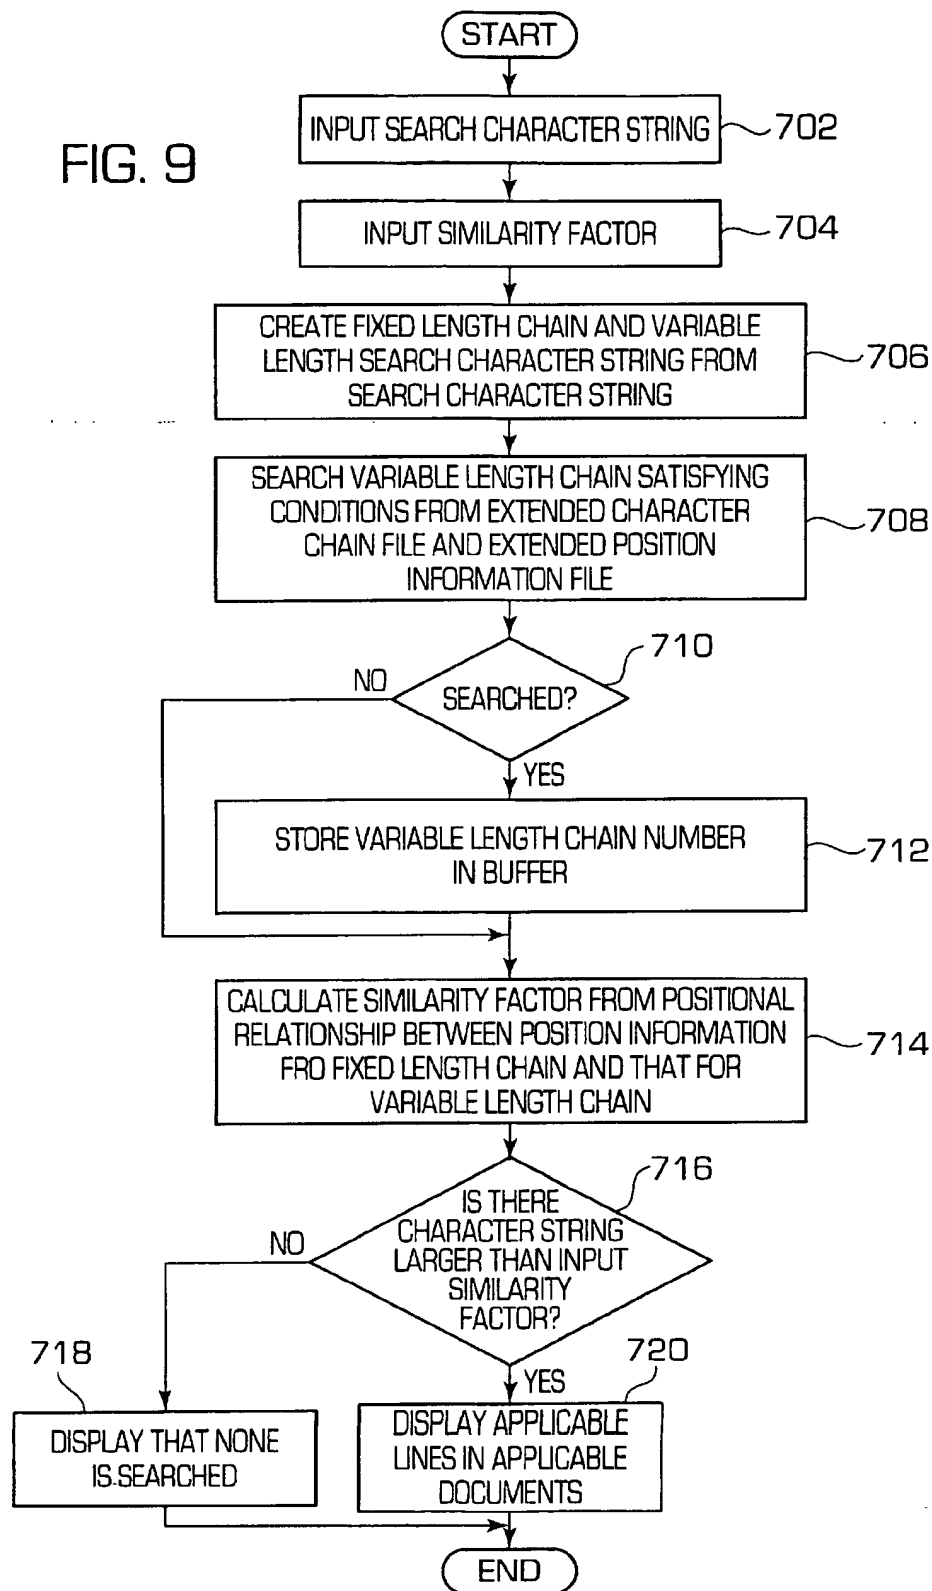 START
INPUT SEARCH CHARACTER STRING
702
FIG. 9
INPUT SIMILARITY FACTOR
704
CREATE FIXED LENGTH CHAIN AND VARIABLE
LENGTH SEARCH CHARACTER STRING FROM
SEARCH CHARACTER STRING
706
SEARCH VARIABLE LENGTH CHAIN SATISFYING
CONDITIONS FROM EXTENDED CHARACTER
CHAIN FILE AND EXTENDED POSITION
INFORMATION FILE
708
710
NO
SEARCHED?
YES
STORE VARIABLE LENGTH CHAIN NUMBER
IN BUFFER
712
CALCULATE SIMILARITY FACTOR FROM POSITIONAL
RELATIONSHIP BETWEEN POSITION INFORMATION
FRO FIXED LENGTH CHAIN AND THAT FOR
VARIABLE LENGTH CHAIN
714
716
IS THERE
CHARACTER STRING
LARGER THAN INPUT
SIMILARITY
FACTOR?
NO
YES
718
DISPLAY THAT NONE
IS SEARCHED
720
DISPLAY APPLICABLE
LINES IN APPLICABLE
DOCUMENTS
END